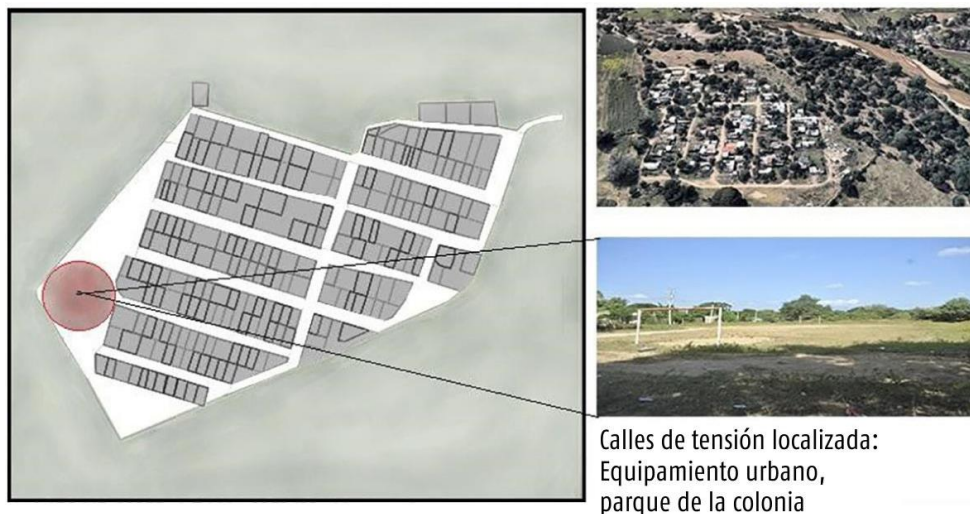 Calles de tensión localizada:
Equipamiento urbano,
parque de la colonia